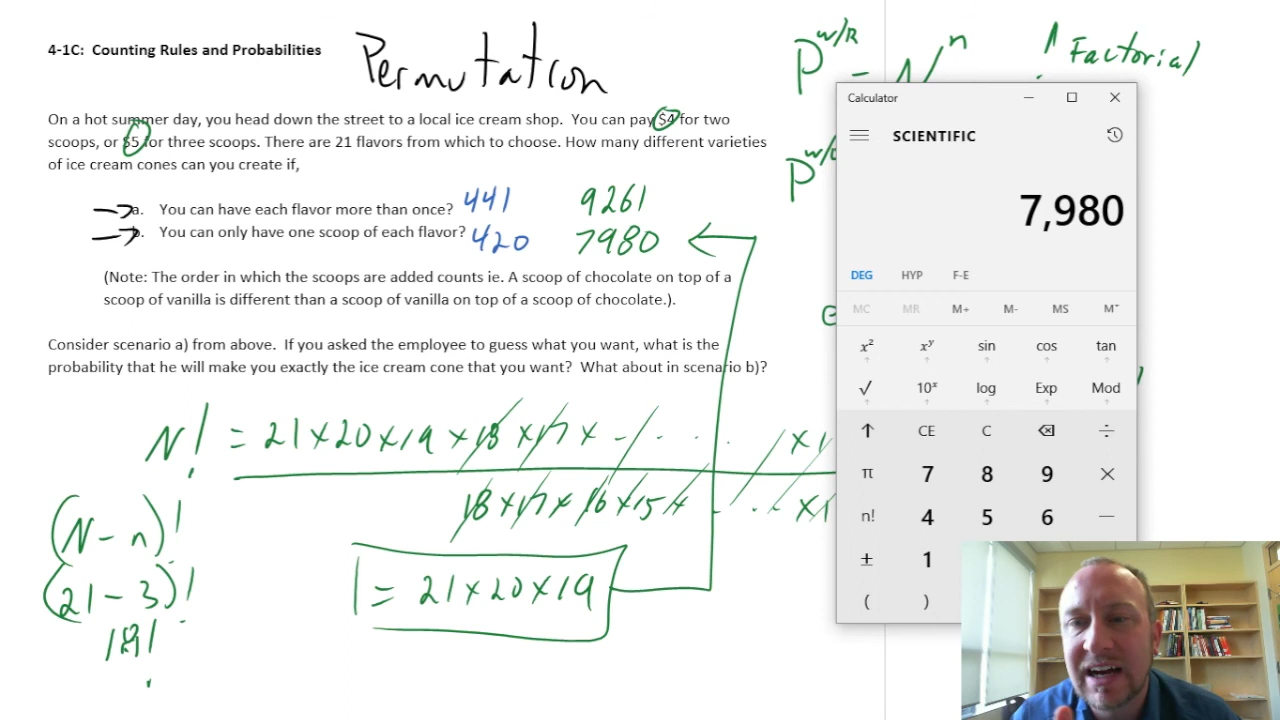 4-1C: Counting Rules and Probabilities
Permutation
P w/R = N^n
Factorial
On a hot summer day, you head down the street to a local ice cream shop. You can pay $4 for two
scoops, or $5 for three scoops. There are 21 flavors from which to choose. How many different varieties
of ice cream cones can you create if,
P w/o
a. You can have each flavor more than once? 441 9261
b. You can only have one scoop of each flavor? 420 7980
(Note: The order in which the scoops are added counts ie. A scoop of chocolate on top of a
scoop of vanilla is different than a scoop of vanilla on top of a scoop of chocolate.).
Consider scenario a) from above. If you asked the employee to guess what you want, what is the
probability that he will make you exactly the ice cream cone that you want? What about in scenario b)?
N! = 21 x 20 x 19 x 18 x 17 x - . . . . 1 x 1
(N - n)! 18 x 17 x 16 x 15 x . . . x 1
(21 - 3)! = 21 x 20 x 19
18!
Calculator
SCIENTIFIC
7,980
DEG HYP F-E
MC MR M+ M- MS M˅
x² xʸ sin cos tan
√ 10ˣ log Exp Mod
↑ CE C ⌫ ÷
π 7 8 9 ×
n! 4 5 6 —
± 1
( )